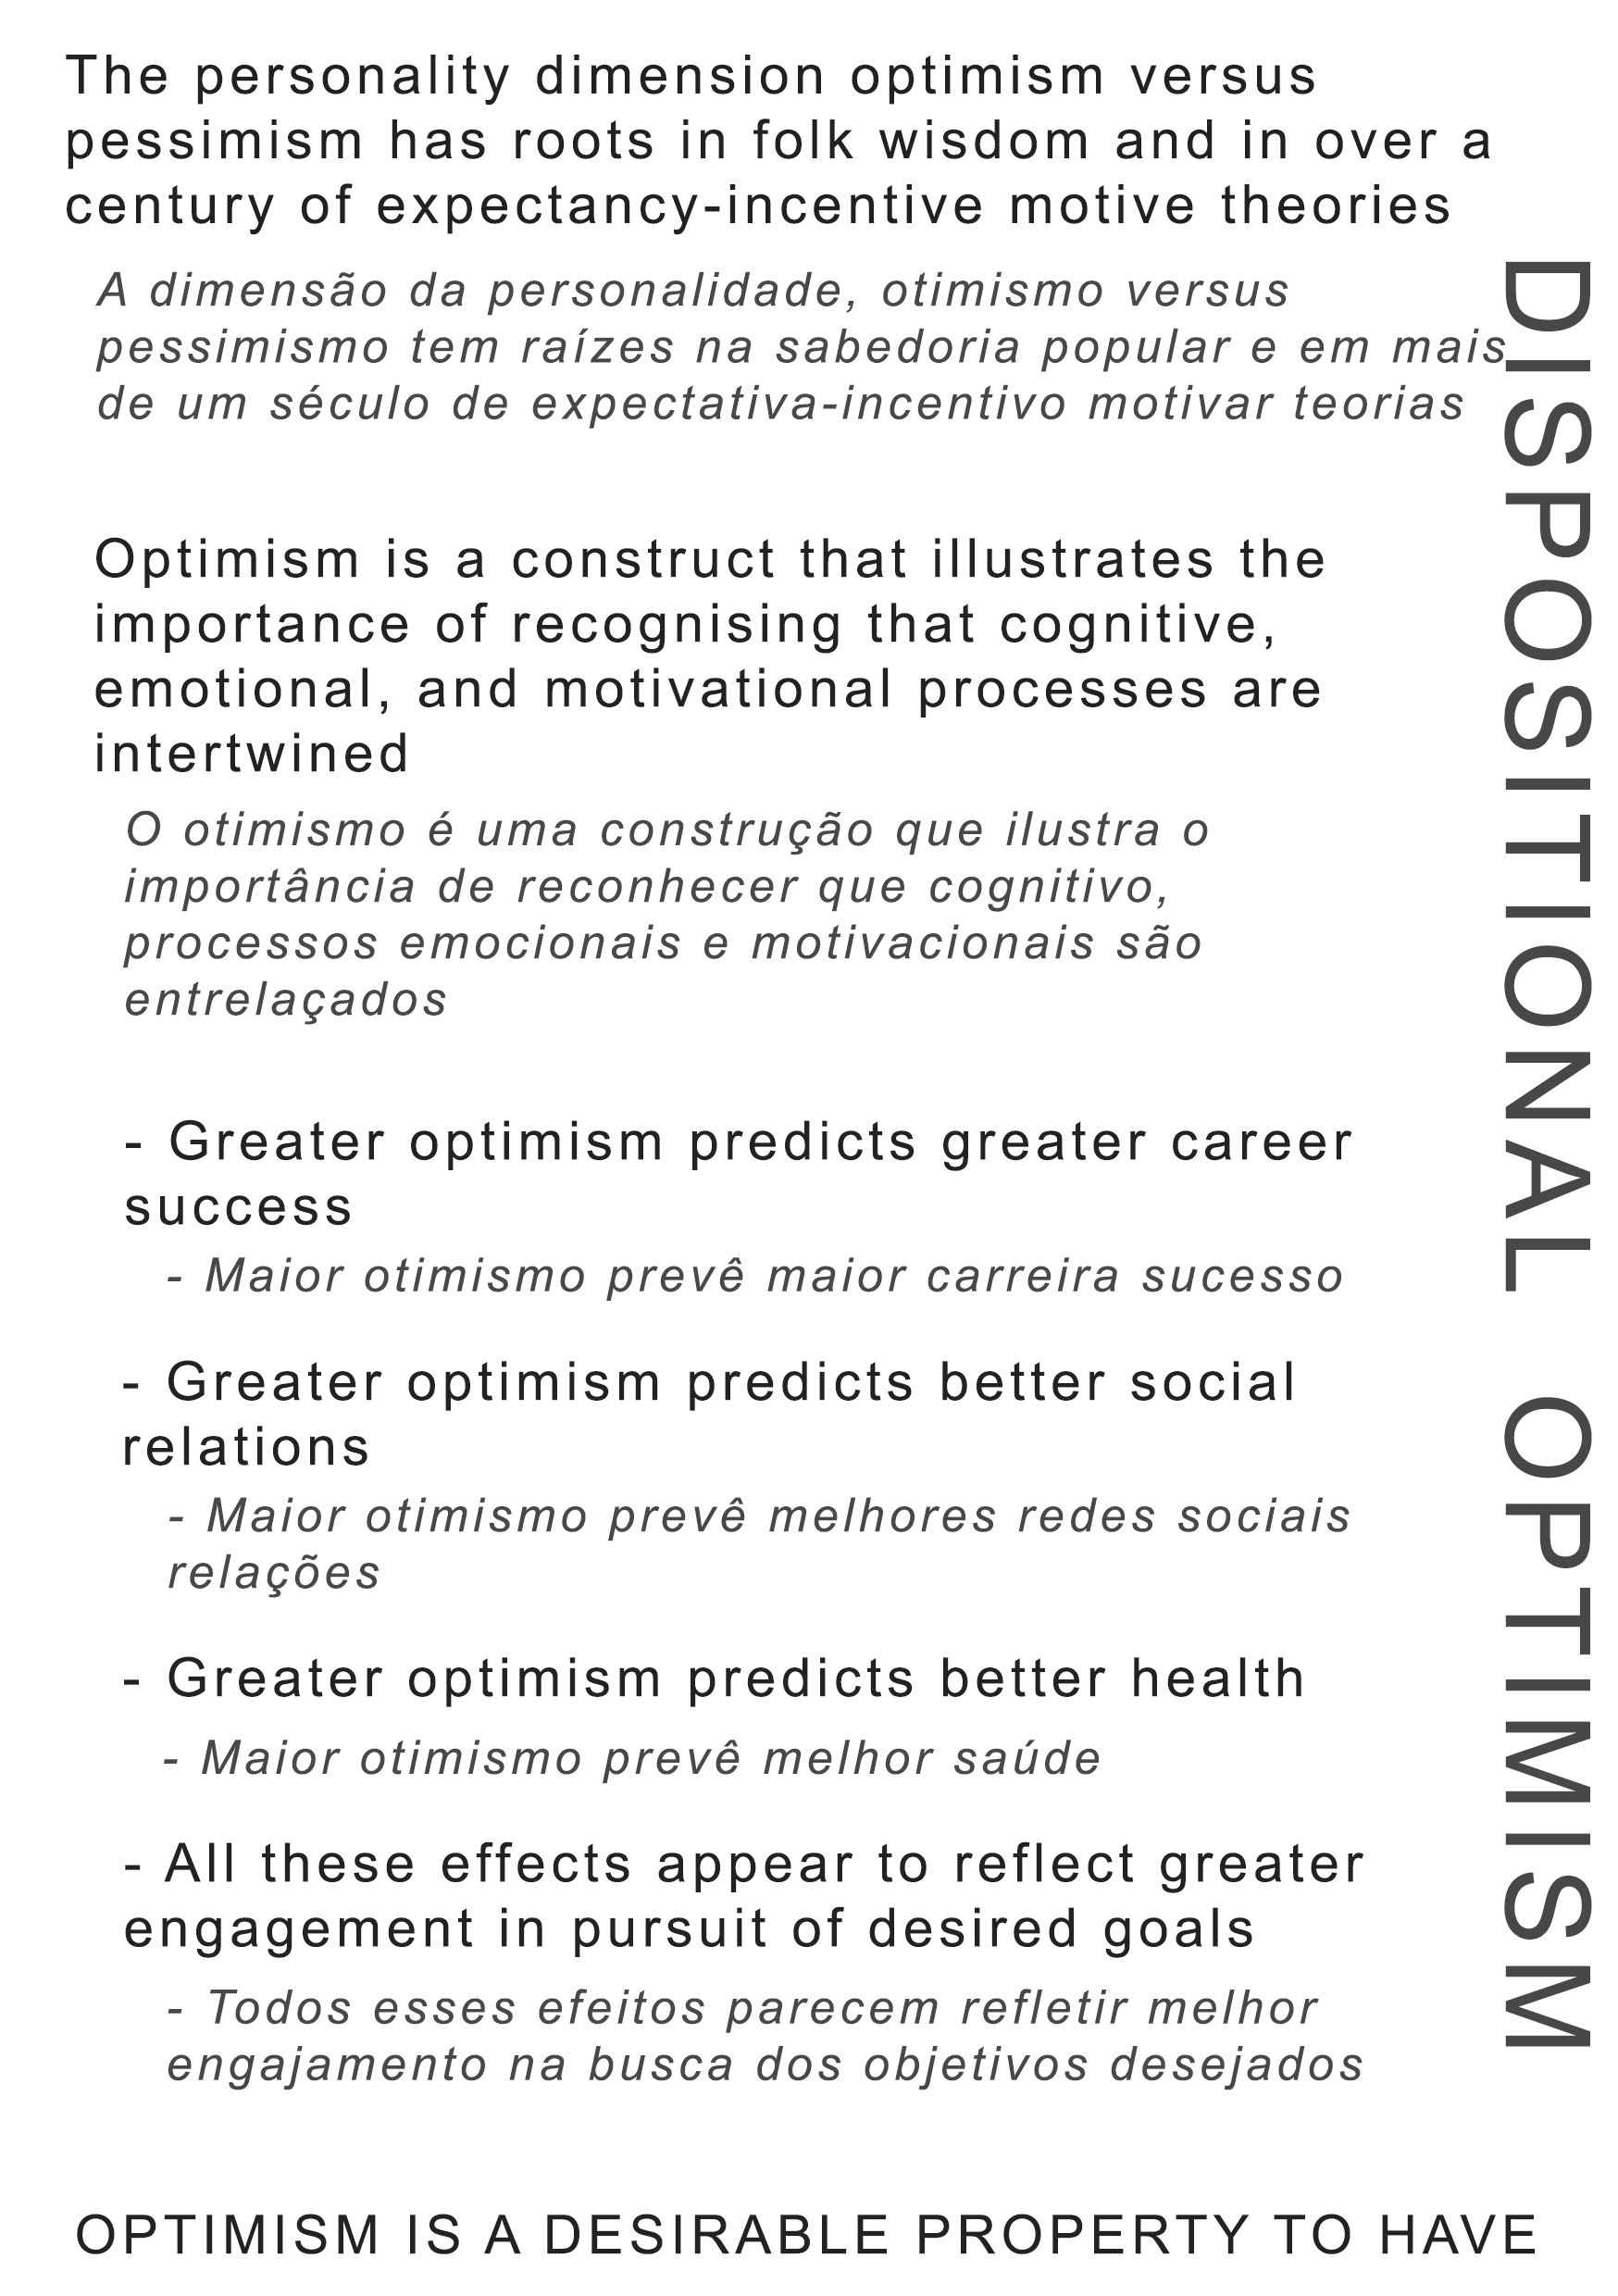 The personality dimension optimism versus
pessimism has roots in folk wisdom and in over a
century of expectancy-incentive motive theories
A dimensão da personalidade, otimismo versus
pessimismo tem raízes na sabedoria popular e em mais
de um século de expectativa-incentivo motivar teorias
Optimism is a construct that illustrates the
importance of recognising that cognitive,
emotional, and motivational processes are
intertwined
O otimismo é uma construção que ilustra o
importância de reconhecer que cognitivo,
processos emocionais e motivacionais são
entrelaçados
- Greater optimism predicts greater career
success
- Maior otimismo prevê maior carreira sucesso
- Greater optimism predicts better social
relations
- Maior otimismo prevê melhores redes sociais
relações
- Greater optimism predicts better health
- Maior otimismo prevê melhor saúde
- All these effects appear to reflect greater
engagement in pursuit of desired goals
- Todos esses efeitos parecem refletir melhor
engajamento na busca dos objetivos desejados
OPTIMISM IS A DESIRABLE PROPERTY TO HAVE
DISPOSITIONAL OPTIMISM